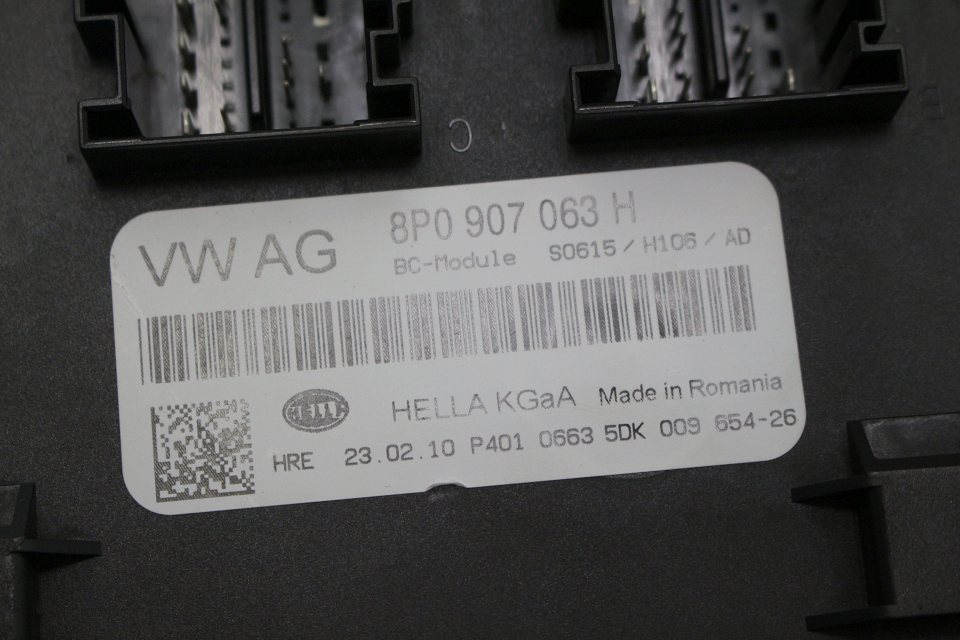 C
B
VW AG
8P0 907 063 H
BC-Module S0615 / H106 / AD
HELLA
HELLA KGaA Made in Romania
HRE 23.02.10 P401 0663 5DK 009 654-26